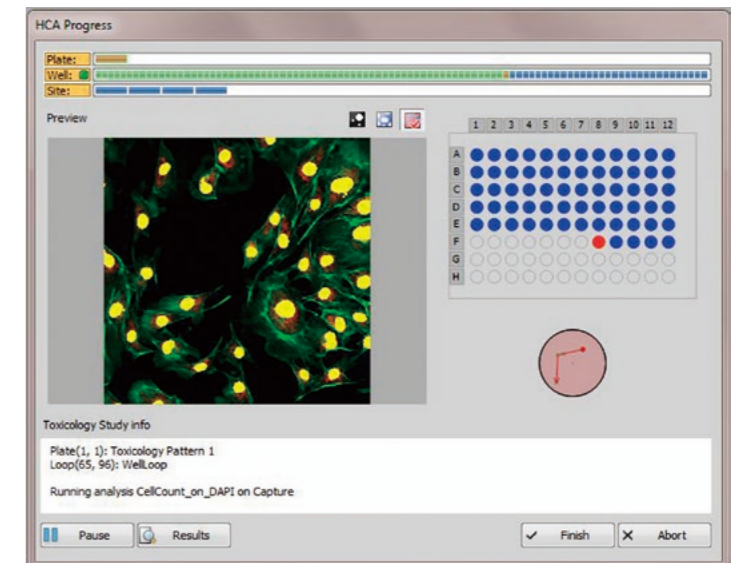 HCA Progress
Plate:
Well:
Site:
Preview
1 2 3 4 5 6 7 8 9 10 11 12
A
B
C
D
E
F
G
H
Toxicology Study info
Plate(1, 1): Toxicology Pattern 1
Loop(65, 96): WellLoop
Running analysis CellCount_on_DAPI on Capture
Pause Results Finish Abort